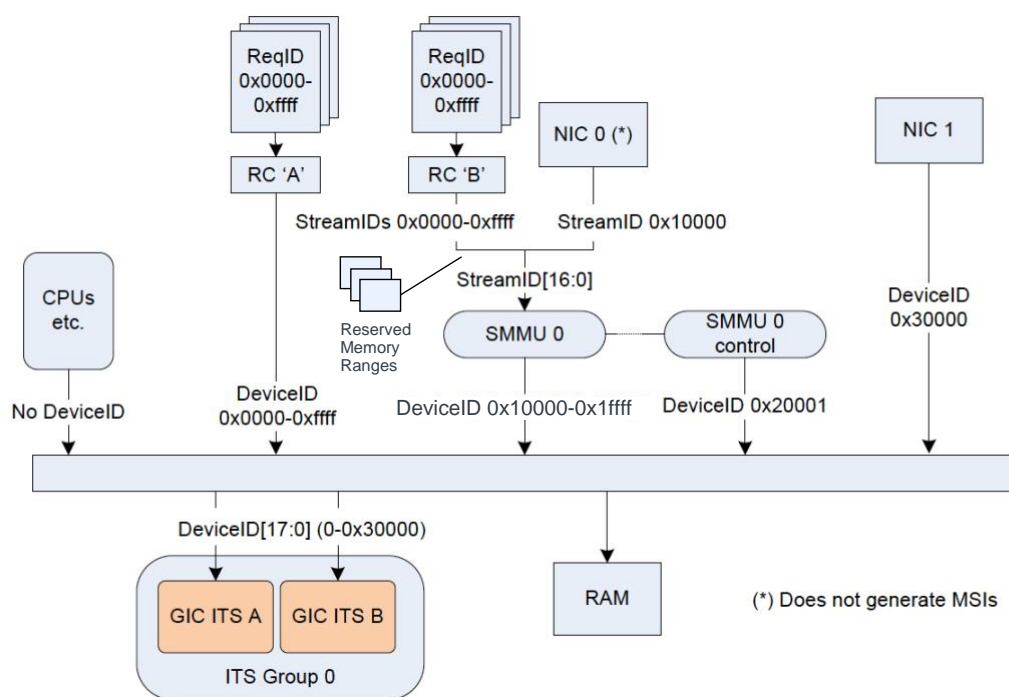 ReqID
0x0000-
0xffff
ReqID
0x0000-
0xffff
NIC 0 (*)
NIC 1
RC ‘A’
RC ‘B’
StreamIDs 0x0000-0xffff
StreamID 0x10000
StreamID[16:0]
CPUs
etc.
Reserved
Memory
Ranges
SMMU 0
SMMU 0
control
DeviceID
0x30000
No DeviceID
DeviceID
0x0000-0xffff
DeviceID 0x10000-0x1ffff
DeviceID 0x20001
DeviceID[17:0] (0-0x30000)
GIC ITS A
GIC ITS B
ITS Group 0
RAM
(*) Does not generate MSIs